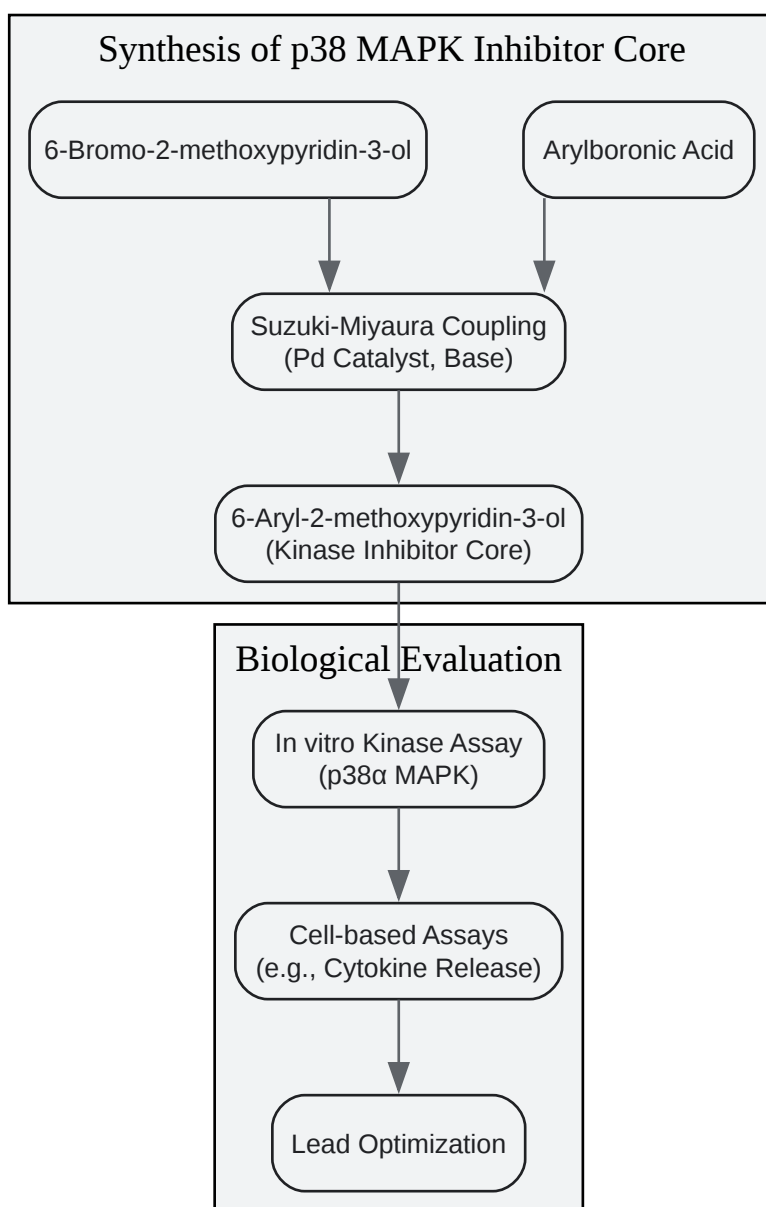 Synthesis of p38 MAPK Inhibitor Core
6-Bromo-2-methoxypyridin-3-ol
Arylboronic Acid
Suzuki-Miyaura Coupling
(Pd Catalyst, Base)
6-Aryl-2-methoxypyridin-3-ol
(Kinase Inhibitor Core)
Biological Evaluation
In vitro Kinase Assay
(p38α MAPK)
Cell-based Assays
(e.g., Cytokine Release)
Lead Optimization